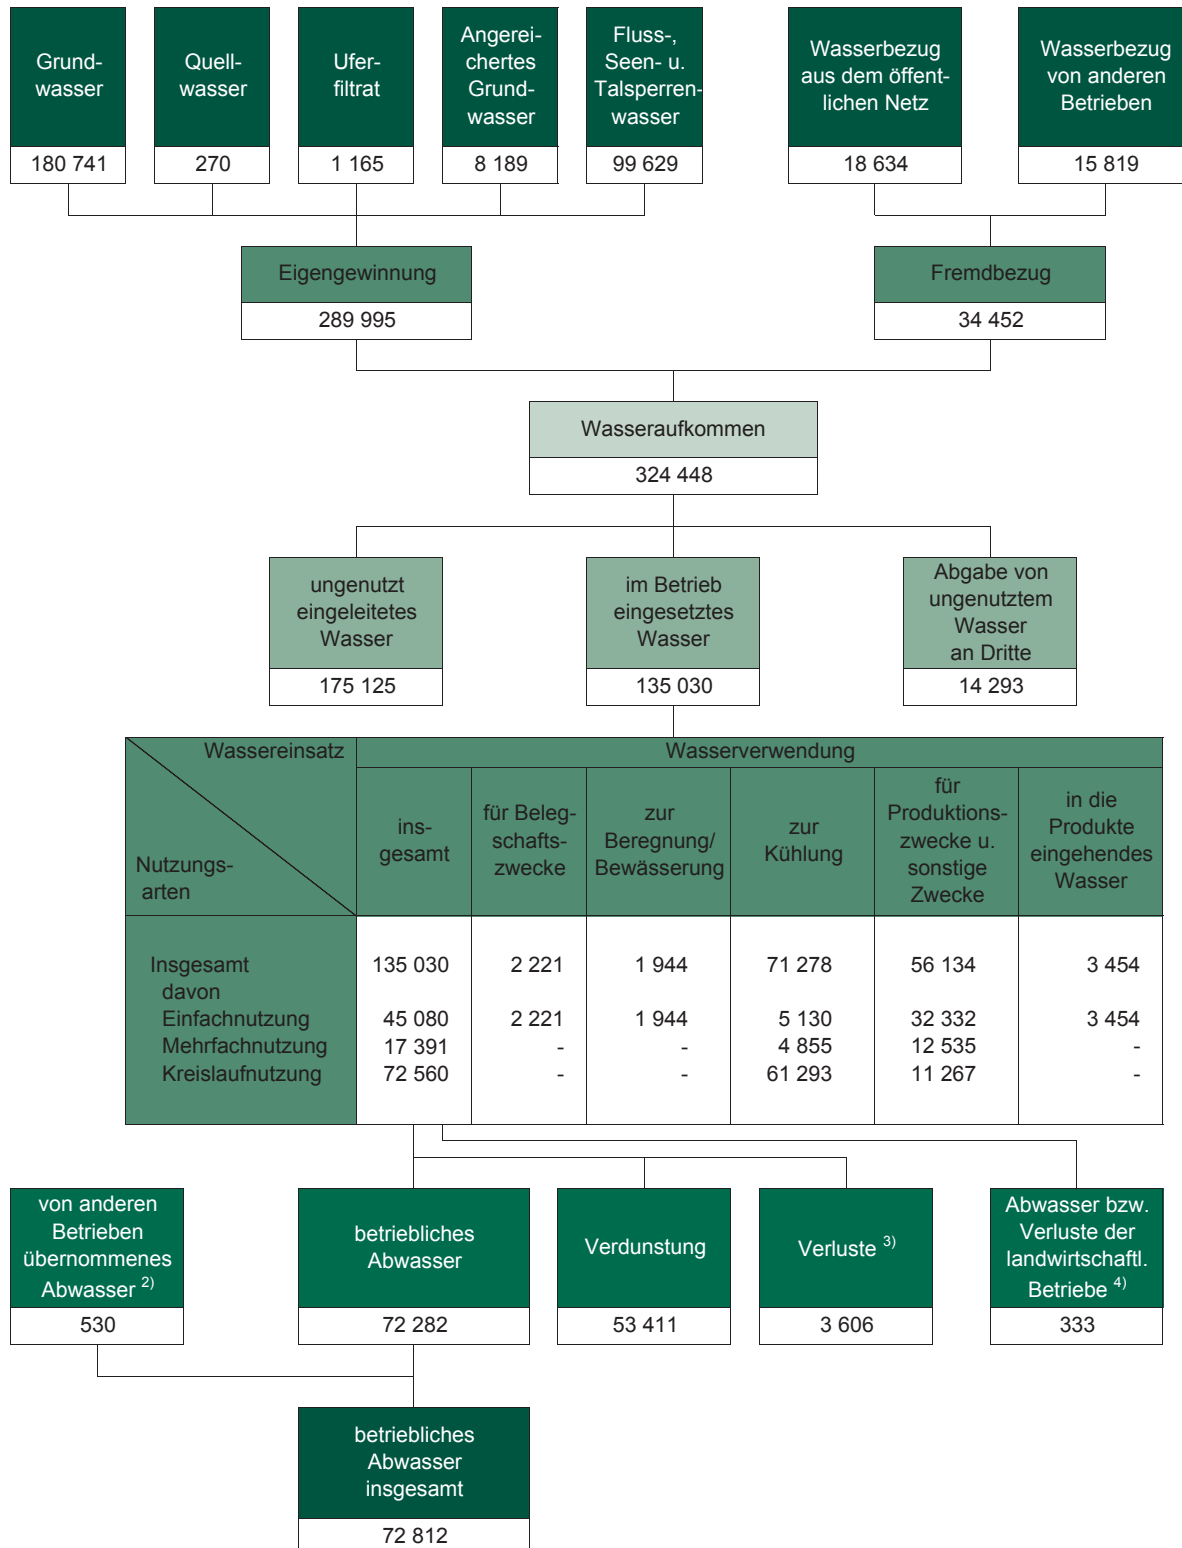 Grund-
wasser
180 741
Quell-
wasser
270
Ufer-
filtrat
1 165
Angerei-
chertes
Grund-
wasser
8 189
Fluss-,
Seen- u.
Talsperren-
wasser
99 629
Wasserbezug
aus dem öffent-
lichen Netz
18 634
Wasserbezug
von anderen
Betrieben
15 819
Eigengewinnung
289 995
Fremdbezug
34 452
Wasseraufkommen
324 448
ungenutzt
eingeleitetes
Wasser
175 125
im Betrieb
eingesetztes
Wasser
135 030
Abgabe von
ungenutztem
Wasser
an Dritte
14 293
Wassereinsatz
Nutzungs-
arten
Wasserverwendung
ins-
gesamt
für Beleg-
schafts-
zwecke
zur
Beregnung/
Bewässerung
zur
Kühlung
für
Produktions-
zwecke u.
sonstige
Zwecke
in die
Produkte
eingehendes
Wasser
Insgesamt 135 030 2 221 1 944 71 278 56 134 3 454
davon
Einfachnutzung 45 080 2 221 1 944 5 130 32 332 3 454
Mehrfachnutzung 17 391 - - 4 855 12 535 -
Kreislaufnutzung 72 560 - - 61 293 11 267 -
von anderen
Betrieben
übernommenes
Abwasser 2)
530
betriebliches
Abwasser
72 282
Verdunstung
53 411
Verluste 3)
3 606
Abwasser bzw.
Verluste der
landwirtschaftl.
Betriebe 4)
333
betriebliches
Abwasser
insgesamt
72 812